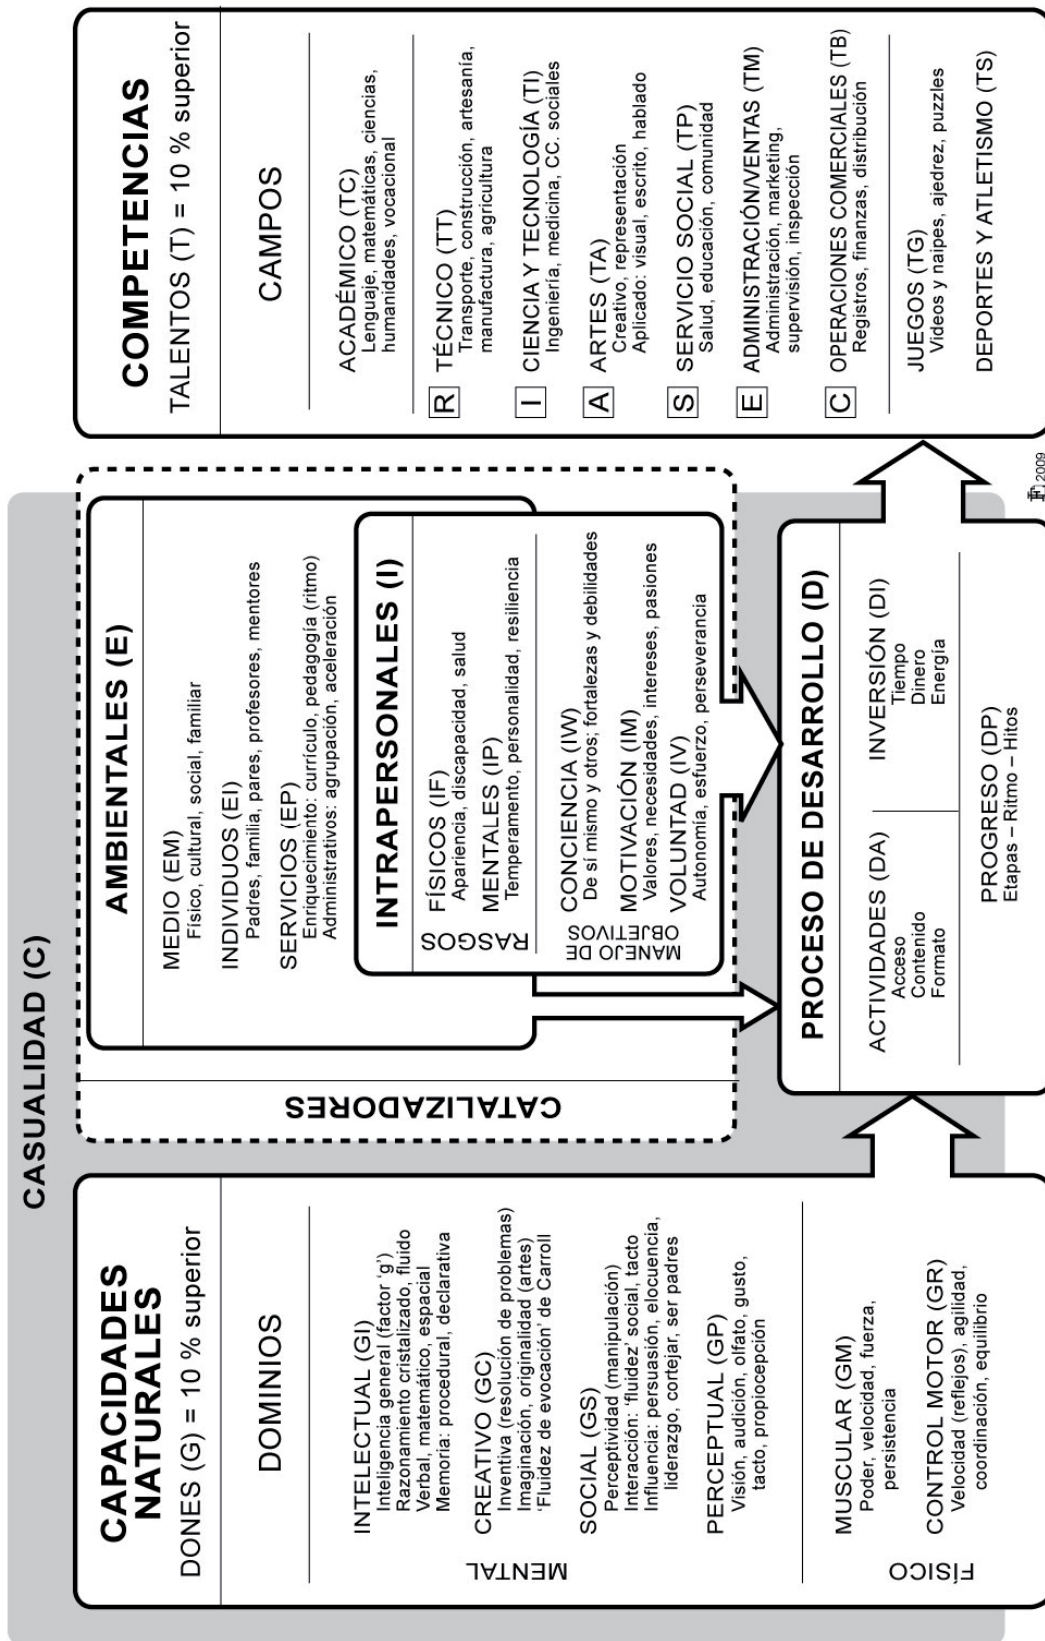 CASUALIDAD (C)
CAPACIDADES
NATURALES
DONES (G) = 10 % superior
DOMINIOS
MENTAL
INTELECTUAL (GI)
Inteligencia general (factor ‘g’)
Razonamiento cristalizado, fluido
Verbal, matemático, espacial
Memoria: procedural, declarativa
CREATIVO (GC)
Inventiva (resolución de problemas)
Imaginación, originalidad (artes)
‘Fluidez de evocación’ de Carroll
SOCIAL (GS)
Perceptividad (manipulación)
Interacción: ‘fluidez’ social, tacto
Influencia: persuasión, elocuencia,
liderazgo, cortejar, ser padres
PERCEPTUAL (GP)
Visión, audición, olfato, gusto,
tacto, propiocepción
FÍSICO
MUSCULAR (GM)
Poder, velocidad, fuerza,
persistencia
CONTROL MOTOR (GR)
Velocidad (reflejos), agilidad,
coordinación, equilibrio
CATALIZADORES
AMBIENTALES (E)
MEDIO (EM)
Físico, cultural, social, familiar
INDIVIDUOS (EI)
Padres, familia, pares, profesores, mentores
SERVICIOS (EP)
Enriquecimiento: currículo, pedagogía (ritmo)
Administrativos: agrupación, aceleración
INTRAPERSONALES (I)
RASGOS
FÍSICOS (IF)
Apariencia, discapacidad, salud
MENTALES (IP)
Temperamento, personalidad, resiliencia
MANEJO DE
OBJETIVOS
CONCIENCIA (IW)
De sí mismo y otros; fortalezas y debilidades
MOTIVACIÓN (IM)
Valores, necesidades, intereses, pasiones
VOLUNTAD (IV)
Autonomía, esfuerzo, perseverancia
PROCESO DE DESARROLLO (D)
ACTIVIDADES (DA)
Acceso
Contenido
Formato
INVERSIÓN (DI)
Tiempo
Dinero
Energía
PROGRESO (DP)
Etapas – Ritmo – Hitos
COMPETENCIAS
TALENTOS (T) = 10 % superior
CAMPOS
ACADÉMICO (TC)
Lenguaje, matemáticas, ciencias,
humanidades, vocacional
R TÉCNICO (TT)
Transporte, construcción, artesanía,
manufactura, agricultura
I CIENCIA Y TECNOLOGÍA (TI)
Ingeniería, medicina, CC. sociales
A ARTES (TA)
Creativo, representación
Aplicado: visual, escrito, hablado
S SERVICIO SOCIAL (TP)
Salud, educación, comunidad
E ADMINISTRACIÓN/VENTAS (TM)
Administración, marketing,
supervisión, inspección
C OPERACIONES COMERCIALES (TB)
Registros, finanzas, distribución
JUEGOS (TG)
Videos y naipes, ajedrez, puzzles
DEPORTES Y ATLETISMO (TS)
2009